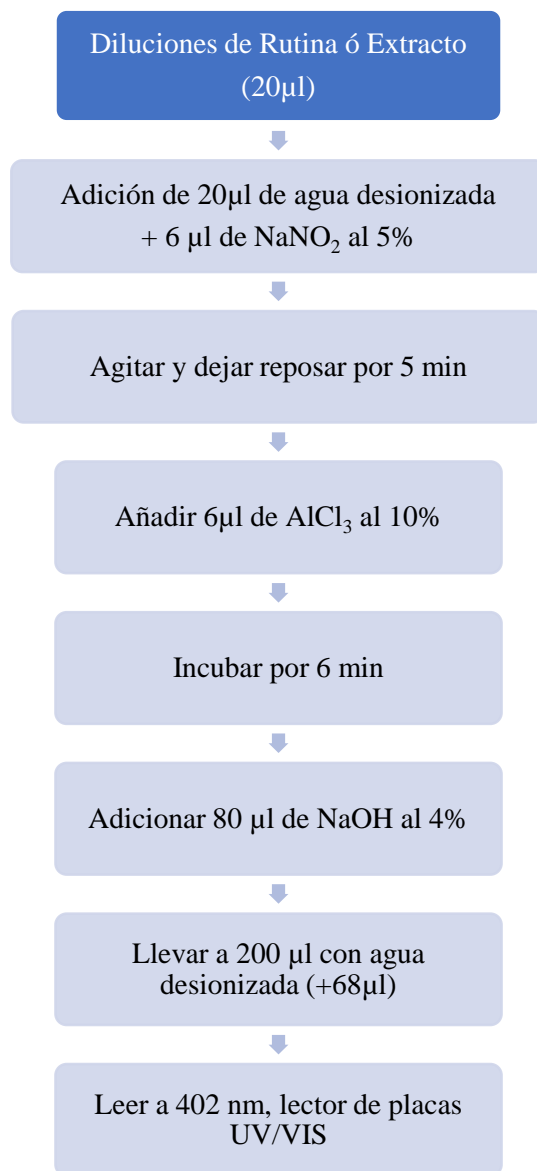 Diluciones de Rutina ó Extracto
(20µl)
Adición de 20µl de agua desionizada
+ 6 µl de NaNO₂ al 5%
Agitar y dejar reposar por 5 min
Añadir 6µl de AlCl₃ al 10%
Incubar por 6 min
Adicionar 80 µl de NaOH al 4%
Llevar a 200 µl con agua
desionizada (+68µl)
Leer a 402 nm, lector de placas
UV/VIS